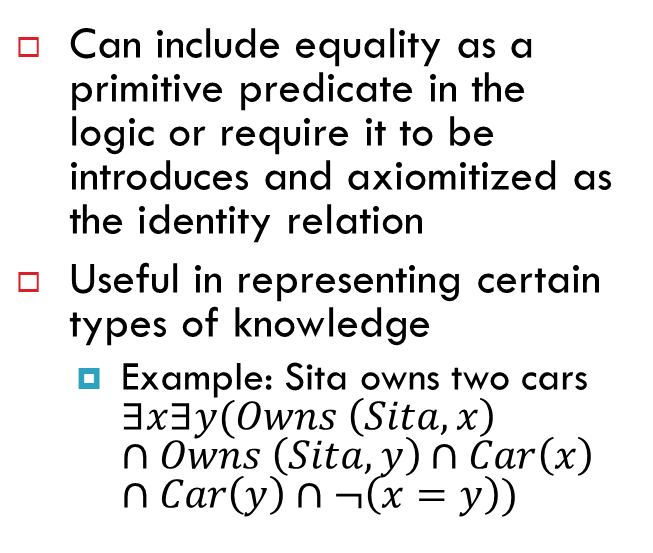 Can include equality as a
primitive predicate in the
logic or require it to be
introduces and axiomitized as
the identity relation
Useful in representing certain
types of knowledge
Example: Sita owns two cars
∃x∃y(Owns (Sita, x)
∩ Owns (Sita, y) ∩ Car(x)
∩ Car(y) ∩ ¬(x = y))